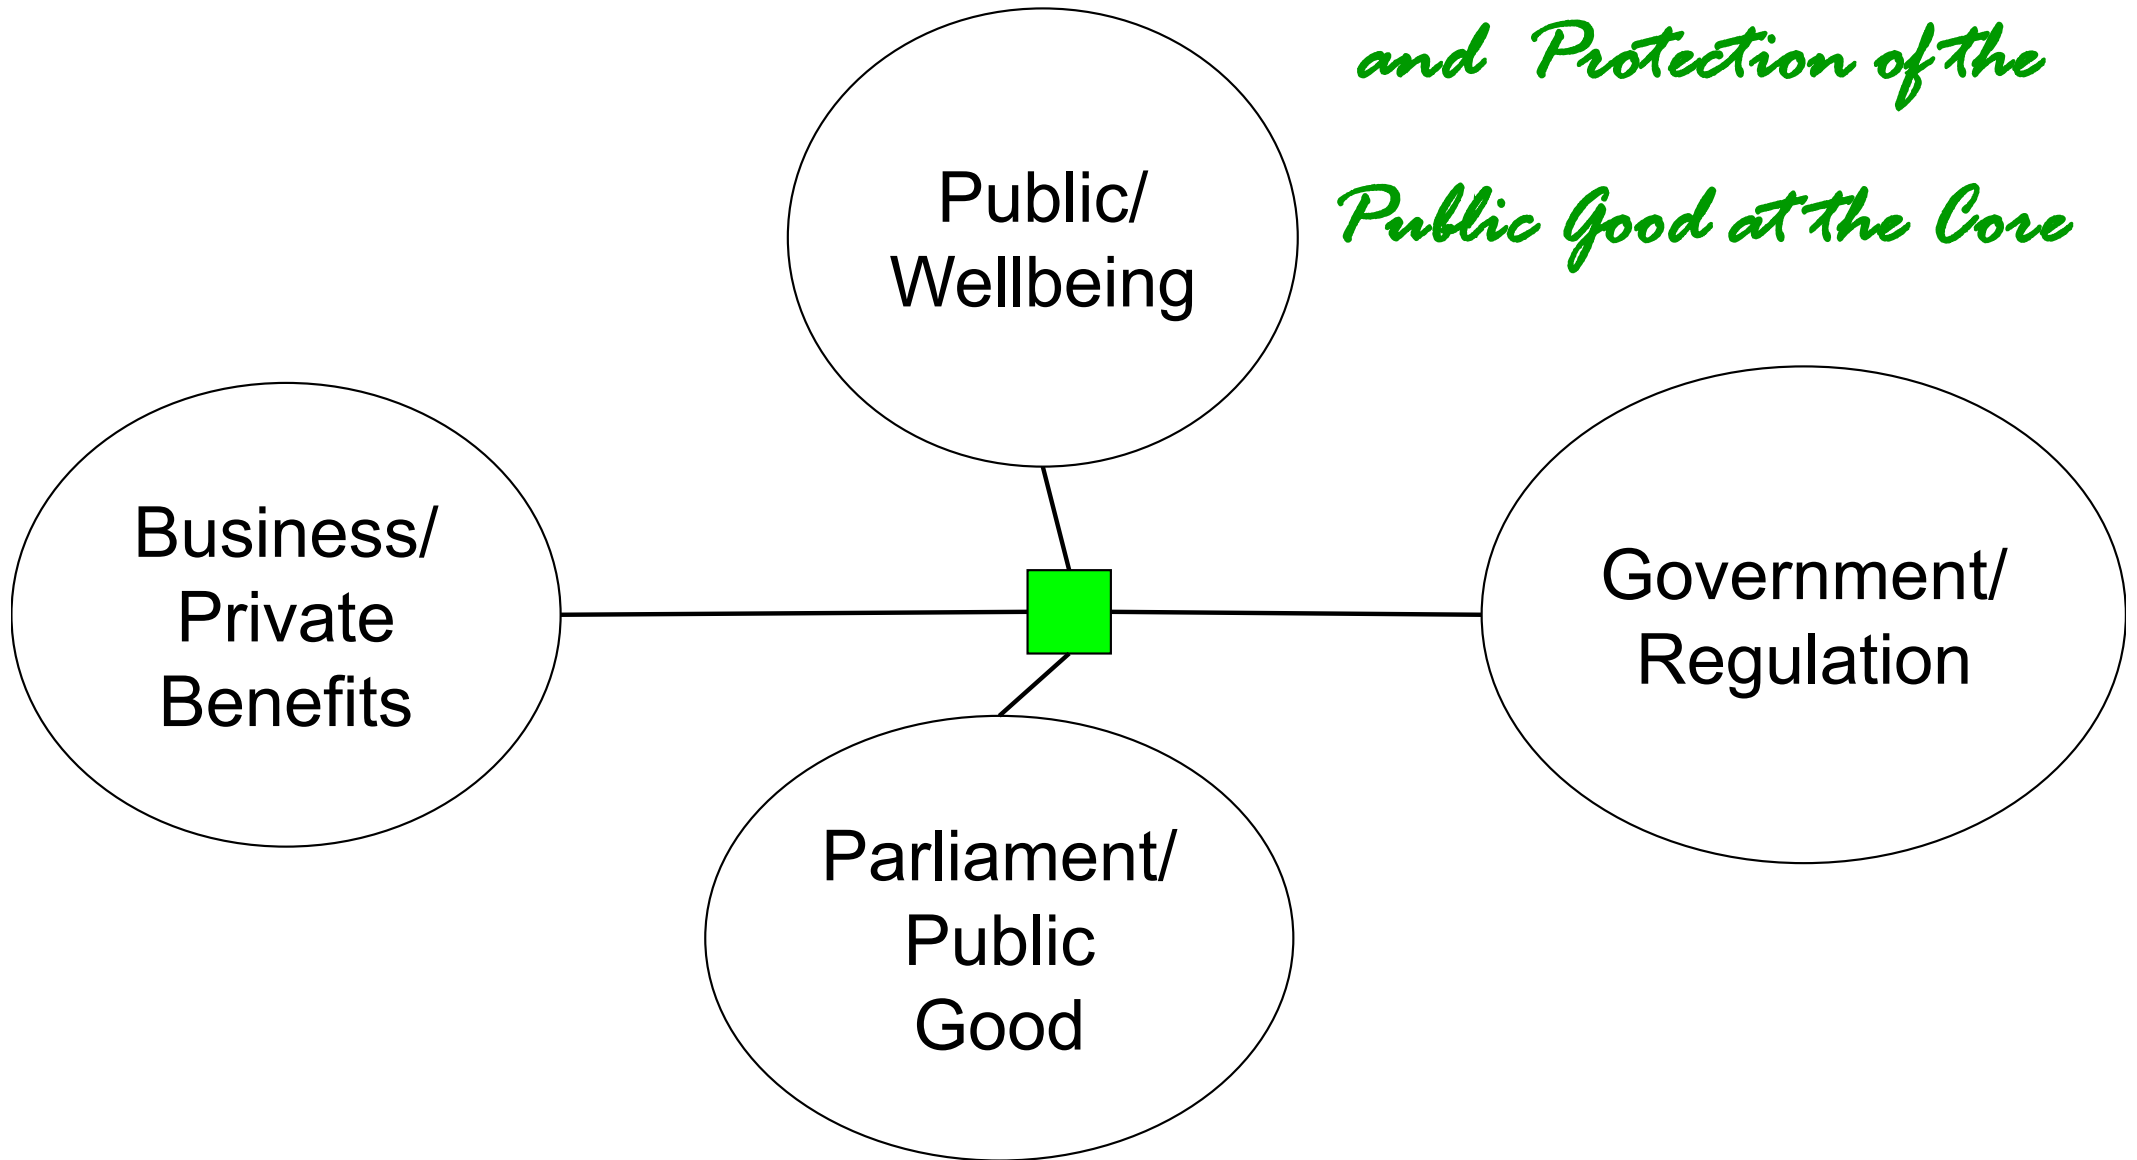 and Protection of the
Public Good at the Core
Public/
Wellbeing
Business/
Private
Benefits
Government/
Regulation
Parliament/
Public
Good